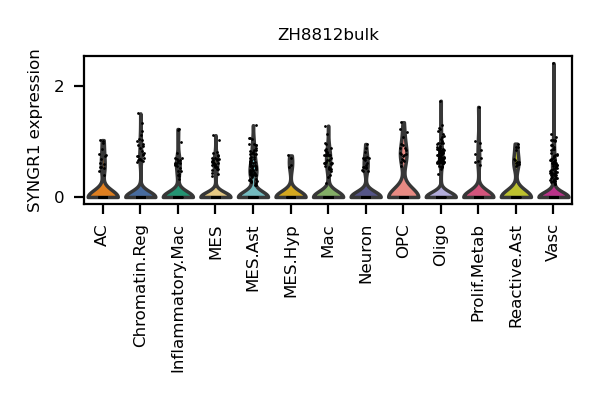 ZH8812bulk
SYNGR1 expression
2
0
AC
Chromatin.Reg
Inflammatory.Mac
MES
MES.Ast
MES.Hyp
Mac
Neuron
OPC
Oligo
Prolif.Metab
Reactive.Ast
Vasc